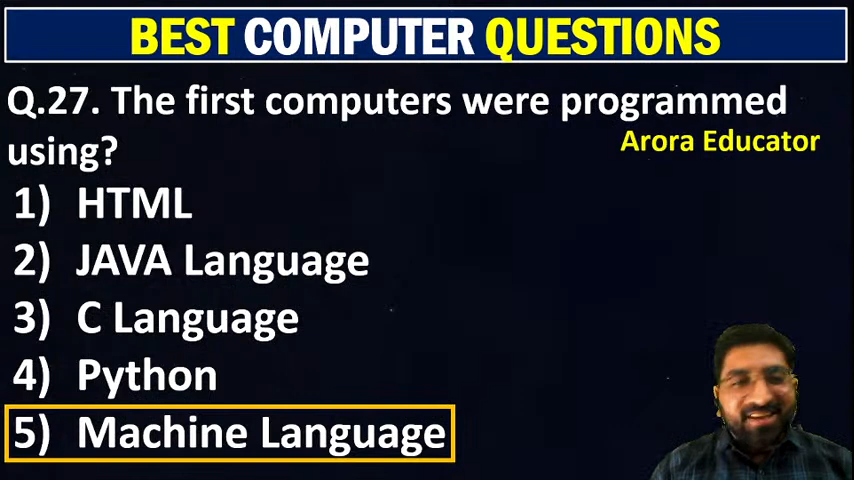 BEST COMPUTER QUESTIONS
Q.27. The first computers were programmed
using?
Arora Educator
1) HTML
2) JAVA Language
3) C Language
4) Python
5) Machine Language